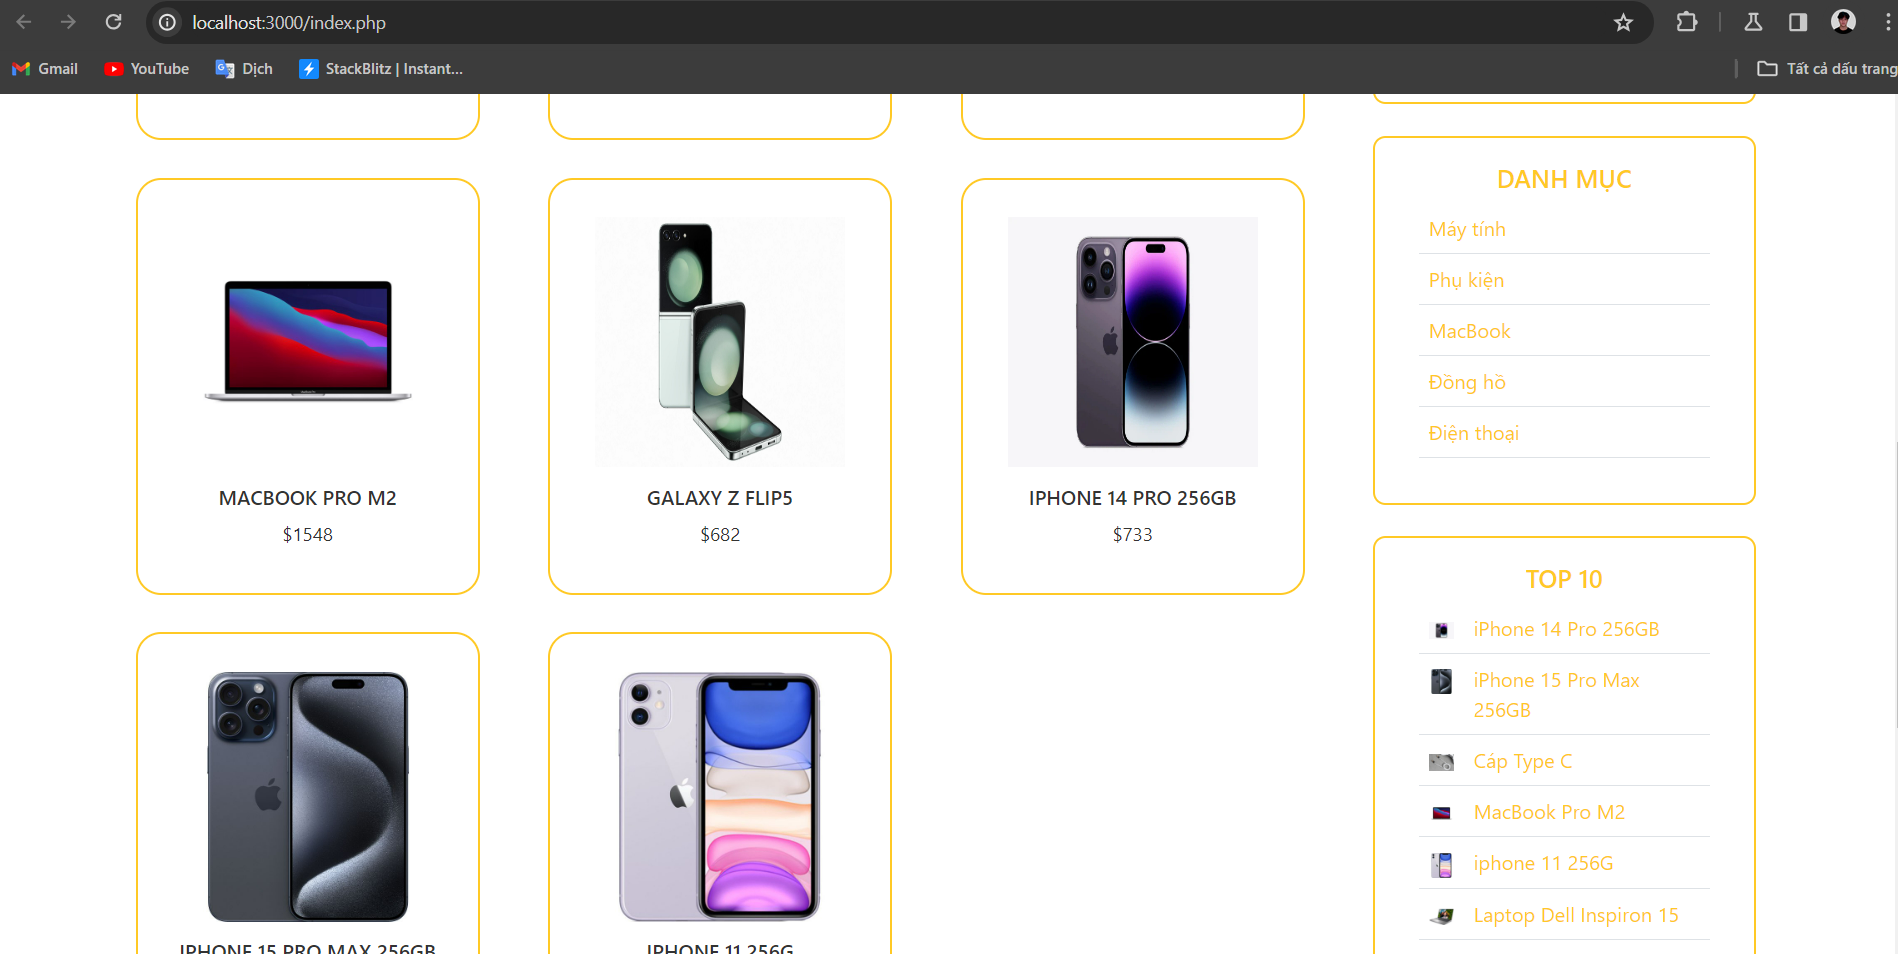 localhost:3000/index.php
Gmail
YouTube
Dịch
StackBlitz | Instant...
Tất cả dấu trang
MACBOOK PRO M2
$1548
GALAXY Z FLIP5
$682
IPHONE 14 PRO 256GB
$733
IPHONE 15 PRO MAX 256GB
IPHONE 11 256G
DANH MỤC
Máy tính
Phụ kiện
MacBook
Đồng hồ
Điện thoại
TOP 10
iPhone 14 Pro 256GB
iPhone 15 Pro Max
256GB
Cáp Type C
MacBook Pro M2
iphone 11 256G
Laptop Dell Inspiron 15